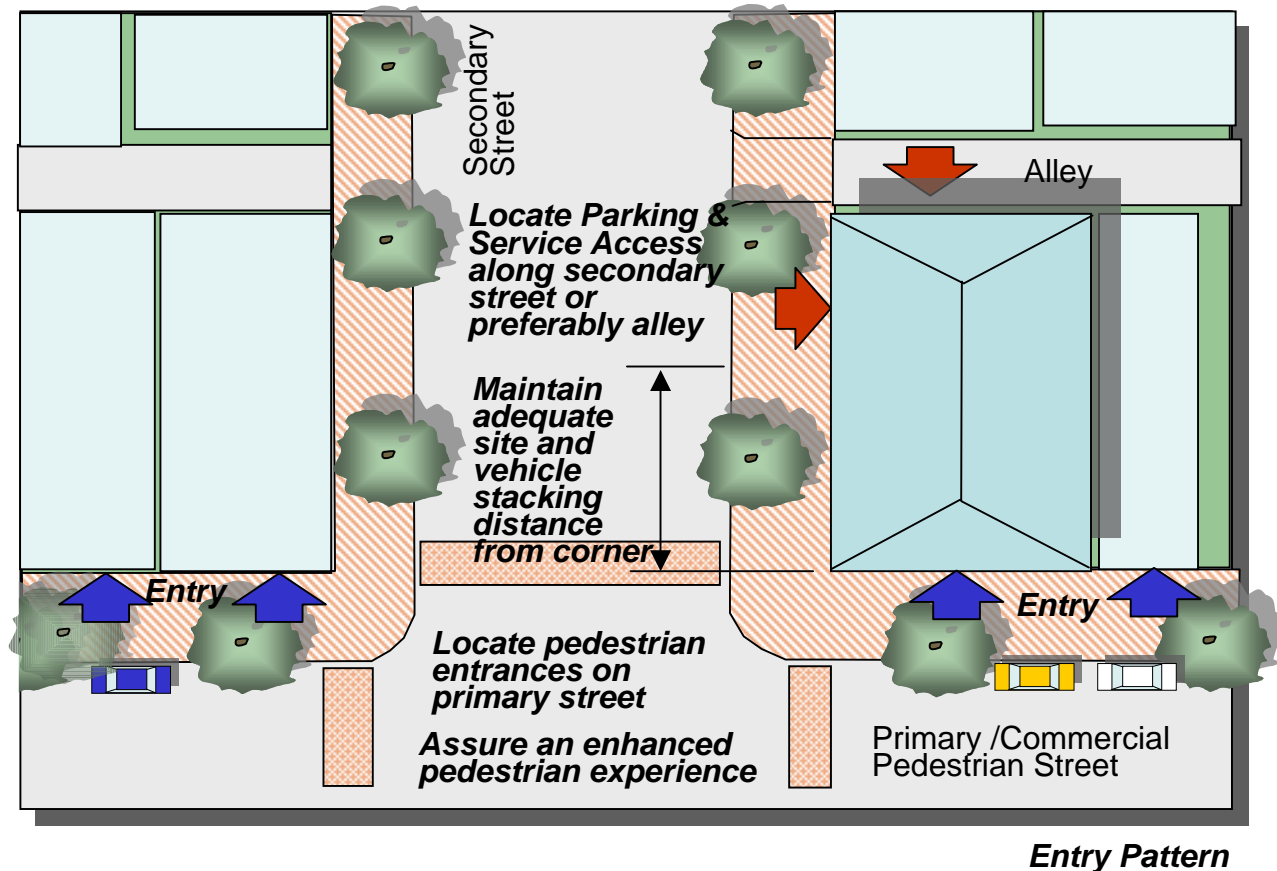 Secondary
Street
Alley
Locate Parking &
Service Access
along secondary
street or
preferably alley
Maintain
adequate
site and
vehicle
stacking
distance
from corner
Entry
Entry
Locate pedestrian
entrances on
primary street
Assure an enhanced
pedestrian experience
Primary /Commercial
Pedestrian Street
Entry Pattern